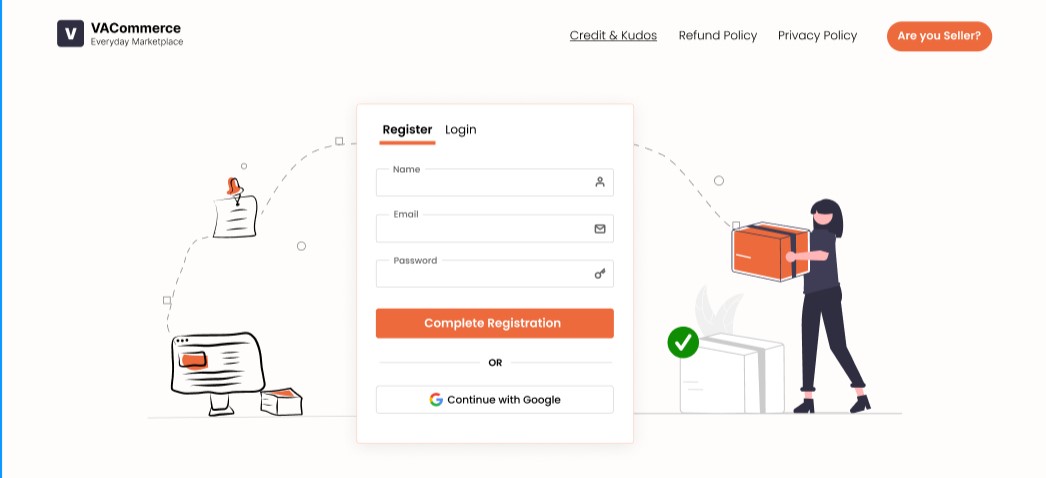 V VACommerce
Everyday Marketplace
Credit & Kudos Refund Policy Privacy Policy Are you Seller?
Register Login
Name
Email
Password
Complete Registration
OR
Continue with Google